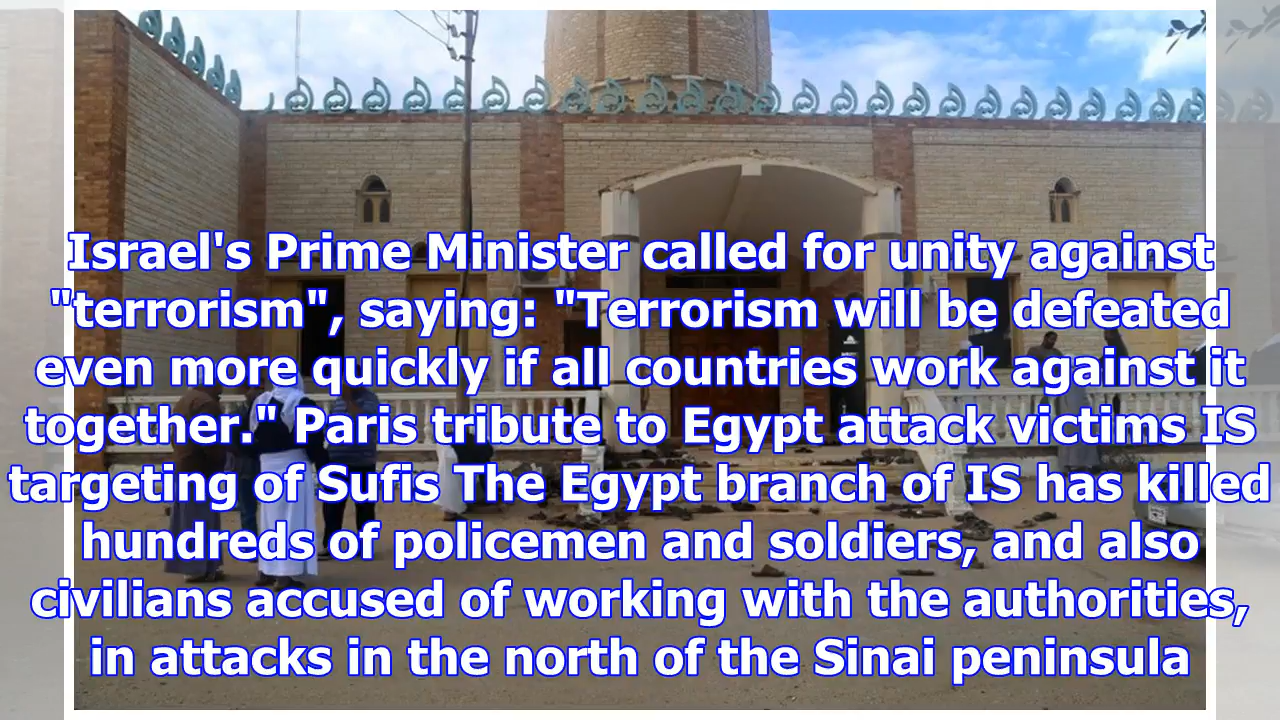 Israel's Prime Minister called for unity against
"terrorism", saying: "Terrorism will be defeated
even more quickly if all countries work against it
together." Paris tribute to Egypt attack victims IS
targeting of Sufis The Egypt branch of IS has killed
hundreds of policemen and soldiers, and also
civilians accused of working with the authorities,
in attacks in the north of the Sinai peninsula